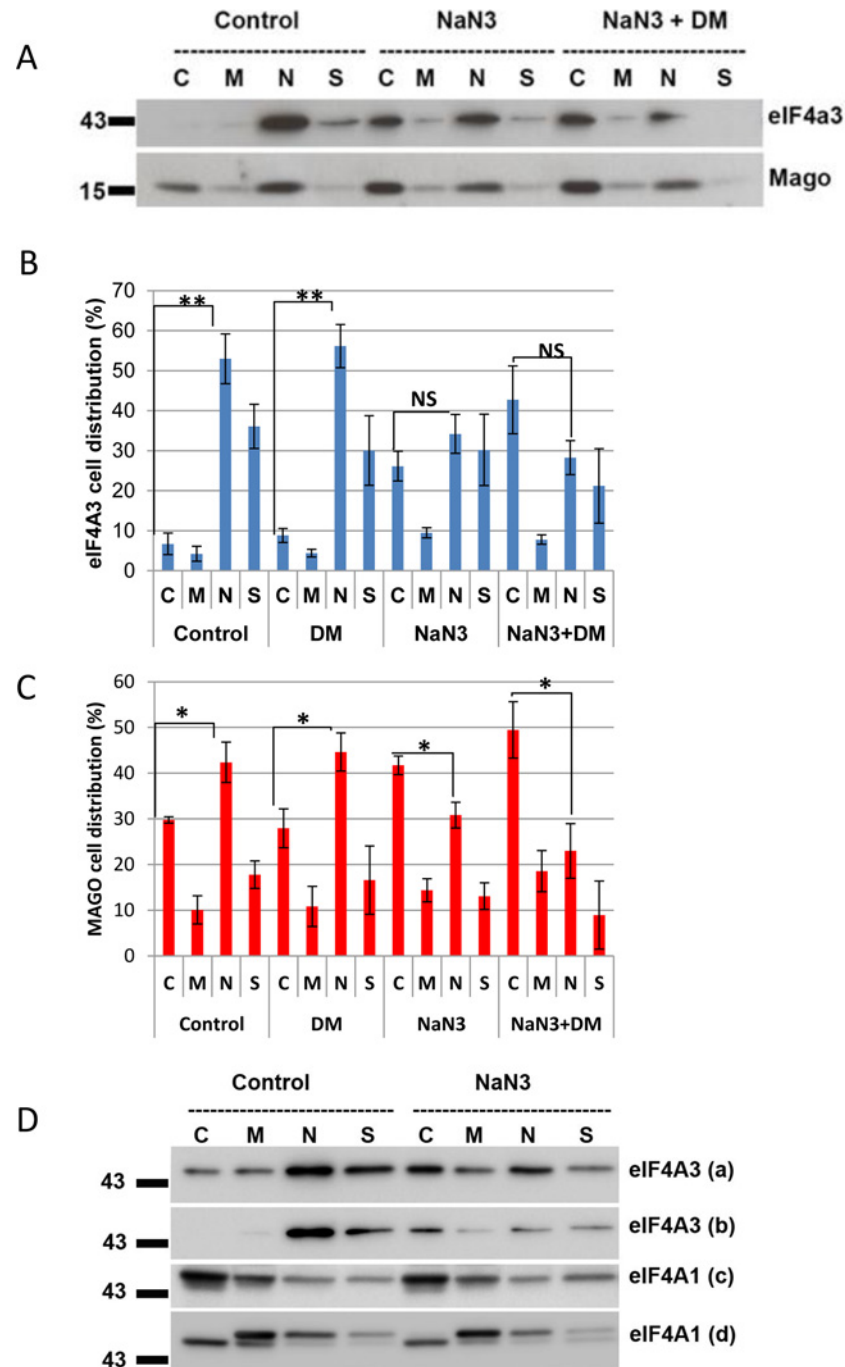 A
Control NaN3 NaN3 + DM
C M N S C M N S C M N S
43 eIF4a3
15 Mago
B
eIF4A3 cell distribution (%)
70
60
50
40
30
20
10
0
** ** NS NS
C M N S C M N S C M N S C M N S
Control DM NaN3 NaN3+DM
C
MAGO cell distribution (%)
60
50
40
30
20
10
0
* * * *
C M N S C M N S C M N S C M N S
Control DM NaN3 NaN3+DM
D
Control NaN3
C M N S C M N S
43 eIF4A3 (a)
43 eIF4A3 (b)
43 eIF4A1 (c)
43 eIF4A1 (d)